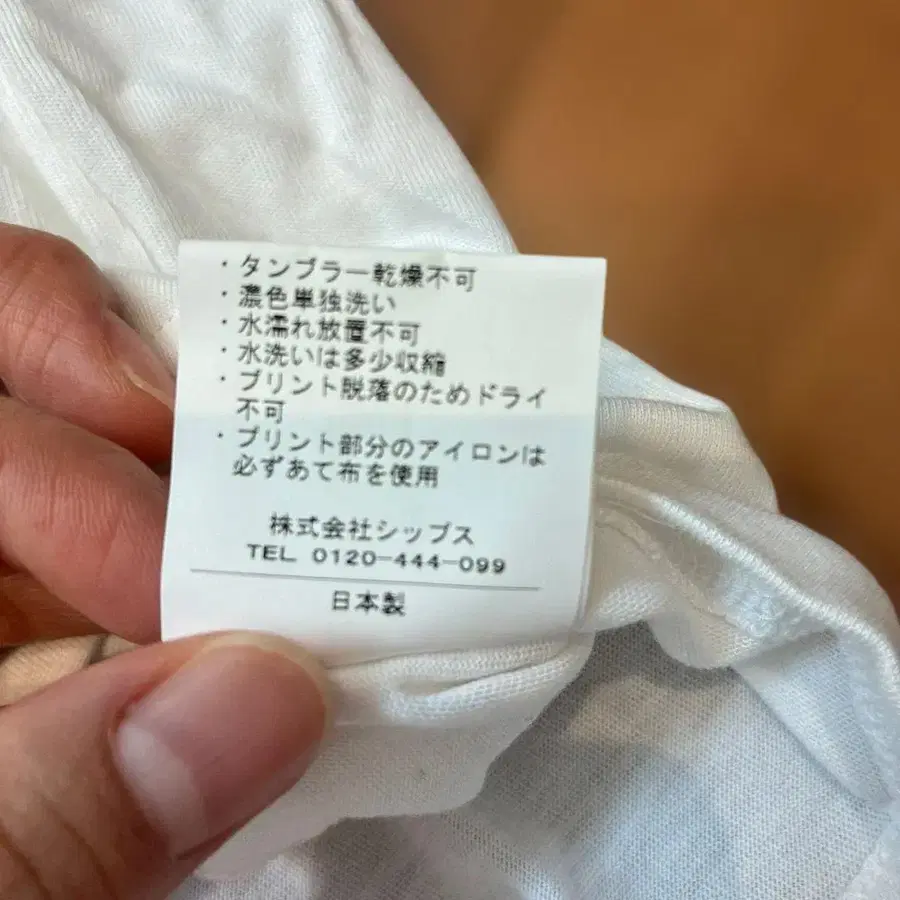 ・タンブラー乾燥不可
・濃色単独洗い
・水濡れ放置不可
・水洗いは多少収縮
・プリント脱落のためドライ
不可
・プリント部分のアイロンは
必ずあて布を使用
株式会社シップス
TEL 0120-444-099
日本製